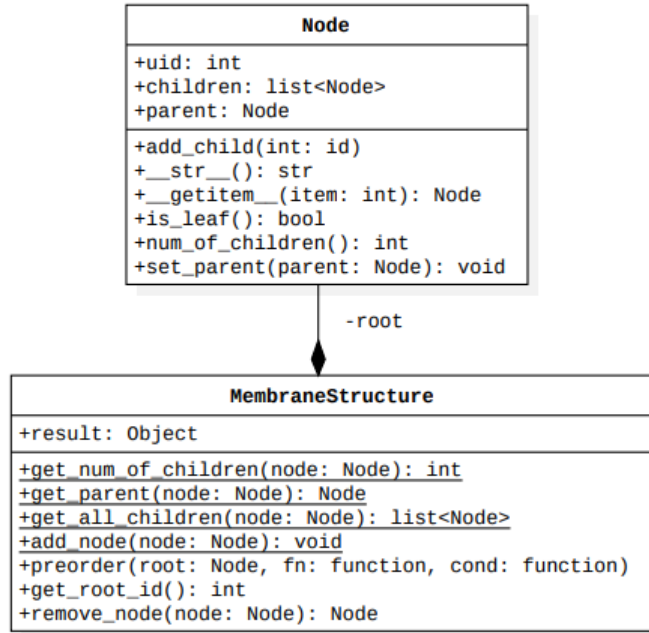 Node
+uid: int
+children: list<Node>
+parent: Node
+add_child(int: id)
+__str__(): str
+__getitem__(item: int): Node
+is_leaf(): bool
+num_of_children(): int
+set_parent(parent: Node): void
-root
MembraneStructure
+result: Object
+get_num_of_children(node: Node): int
+get_parent(node: Node): Node
+get_all_children(node: Node): list<Node>
+add_node(node: Node): void
+preorder(root: Node, fn: function, cond: function)
+get_root_id(): int
+remove_node(node: Node): Node